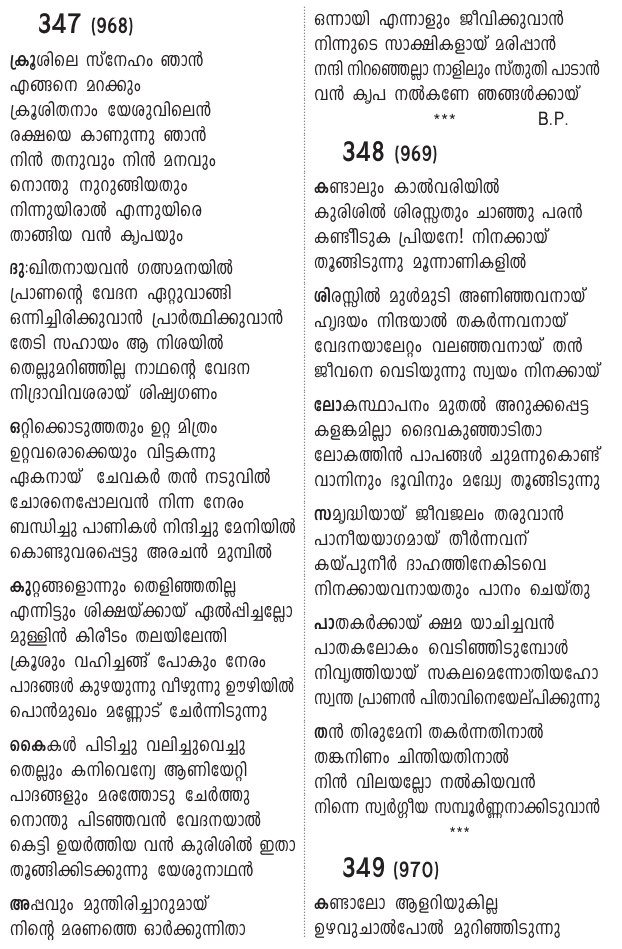 347 (968)
ക്രൂശിലെ സ്നേഹം ഞാൻ
എങ്ങനെ മറക്കും
ക്രൂശിതനാം യേശുവിലെൻ
രക്ഷയെ കാണുന്നു ഞാൻ
നിൻ തനുവും നിൻ മനവും
നൊന്തു നുറുങ്ങിയതും
നിന്നുയിരാൽ എന്നുയിരെ
താങ്ങിയ വൻ കൃപയും
ദു:ഖിതനായവൻ ഗത്സമനയിൽ
പ്രാണന്റെ വേദന ഏറ്റുവാങ്ങി
ഒന്നിച്ചിരിക്കുവാൻ പ്രാർത്ഥിക്കുവാൻ
തേടി സഹായം ആ നിശയിൽ
തെല്ലുമറിഞ്ഞില്ല നാഥന്റെ വേദന
നിദ്രാവിവശരായ് ശിഷ്യഗണം
ഒറ്റിക്കൊടുത്തതും ഉറ്റ മിത്രം
ഉറ്റവരൊക്കെയും വിട്ടകന്നു
ഏകനായ് ചേവകർ തൻ നടുവിൽ
ചോരനെപ്പോലവൻ നിന്ന നേരം
ബന്ധിച്ചു പാണികൾ നിന്ദിച്ചു മേനിയിൽ
കൊണ്ടുവരപ്പെട്ടു അരചൻ മുമ്പിൽ
കുറ്റങ്ങളൊന്നും തെളിഞ്ഞതില്ല
എന്നിട്ടും ശിക്ഷയ്ക്കായ് ഏൽപ്പിച്ചല്ലോ
മുള്ളിൻ കിരീടം തലയിലേന്തി
ക്രൂശും വഹിച്ചങ്ങ് പോകും നേരം
പാദങ്ങൾ കുഴയുന്നു വീഴുന്നു ഊഴിയിൽ
പൊൻമുഖം മണ്ണോട് ചേർന്നിടുന്നു
കൈകൾ പിടിച്ചു വലിച്ചുവെച്ചു
തെല്ലും കനിവെന്യേ ആണിയേറ്റി
പാദങ്ങളും മരത്തോടു ചേർത്തു
നൊന്തു പിടഞ്ഞവൻ വേദനയാൽ
കെട്ടി ഉയർത്തിയ വൻ കുരിശിൽ ഇതാ
തൂങ്ങിക്കിടക്കുന്നു യേശുനാഥൻ
അപ്പവും മുന്തിരിച്ചാറുമായ്
നിന്റെ മരണത്തെ ഓർക്കുന്നിതാ
ഒന്നായി എന്നാളും ജീവിക്കുവാൻ
നിന്നുടെ സാക്ഷികളായ് മരിപ്പാൻ
നന്ദി നിറഞ്ഞെല്ലാ നാളിലും സ്തുതി പാടാൻ
വൻ കൃപ നൽകണേ ഞങ്ങൾക്കായ്
*** B.P.
348 (969)
കണ്ടാലും കാൽവരിയിൽ
കുരിശിൽ ശിരസ്സതും ചാഞ്ഞു പരൻ
കണ്ടീടുക പ്രിയനേ! നിനക്കായ്
തൂങ്ങിടുന്നു മൂന്നാണികളിൽ
ശിരസ്സിൽ മുൾമുടി അണിഞ്ഞവനായ്
ഹൃദയം നിന്ദയാൽ തകർന്നവനായ്
വേദനയാലേറ്റം വലഞ്ഞവനായ് തൻ
ജീവനെ വെടിയുന്നു സ്വയം നിനക്കായ്
ലോകസ്ഥാപനം മുതൽ അറുക്കപ്പെട്ട
കളങ്കമില്ലാ ദൈവകുഞ്ഞാടിതാ
ലോകത്തിൻ പാപങ്ങൾ ചുമന്നുകൊണ്ട്
വാനിനും ഭൂവിനും മദ്ധ്യേ തൂങ്ങിടുന്നു
സമൃദ്ധിയായ് ജീവജലം തരുവാൻ
പാനീയയാഗമായ് തീർന്നവന്
കയ്പുനീർ ദാഹത്തിനേകിടവെ
നിനക്കായവനായതും പാനം ചെയ്തു
പാതകർക്കായ് ക്ഷമ യാചിച്ചവൻ
പാതകലോകം വെടിഞ്ഞിടുമ്പോൾ
നിവൃത്തിയായ് സകലമെന്നോതിയഹോ
സ്വന്ത പ്രാണൻ പിതാവിനെയേല്പിക്കുന്നു
തൻ തിരുമേനി തകർന്നതിനാൽ
തങ്കനിണം ചിന്തിയതിനാൽ
നിൻ വിലയല്ലോ നൽകിയവൻ
നിന്നെ സ്വർഗ്ഗീയ സമ്പൂർണ്ണനാക്കിടുവാൻ
***
349 (970)
കണ്ടാലോ ആളറിയുകില്ല
ഉഴവുചാൽപോൽ മുറിഞ്ഞിടുന്നു